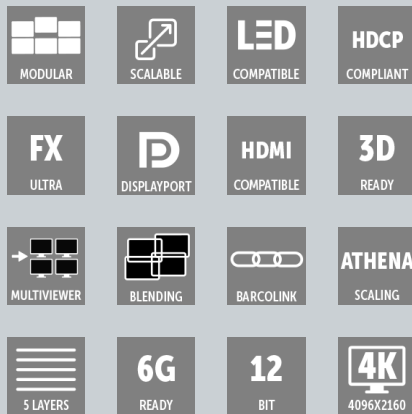 MODULAR
SCALABLE
LED
COMPATIBLE
HDCP
COMPLIANT
FX
ULTRA
DISPLAYPORT
HDMI
COMPATIBLE
3D
READY
MULTIVIEWER
BLENDING
BARCOLINK
ATHENA
SCALING
5 LAYERS
6G
READY
12
BIT
4K
4096X2160